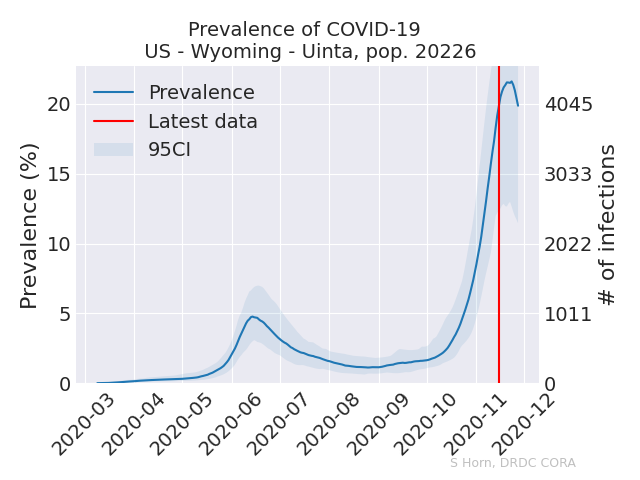 Prevalence of COVID-19
US - Wyoming - Uinta, pop. 20226
Prevalence
Latest data
95CI
Prevalence (%)
20
15
10
5
0
4045
3033
2022
1011
0
# of infections
2020-03
2020-04
2020-05
2020-06
2020-07
2020-08
2020-09
2020-10
2020-11
2020-12
S Horn, DRDC CORA